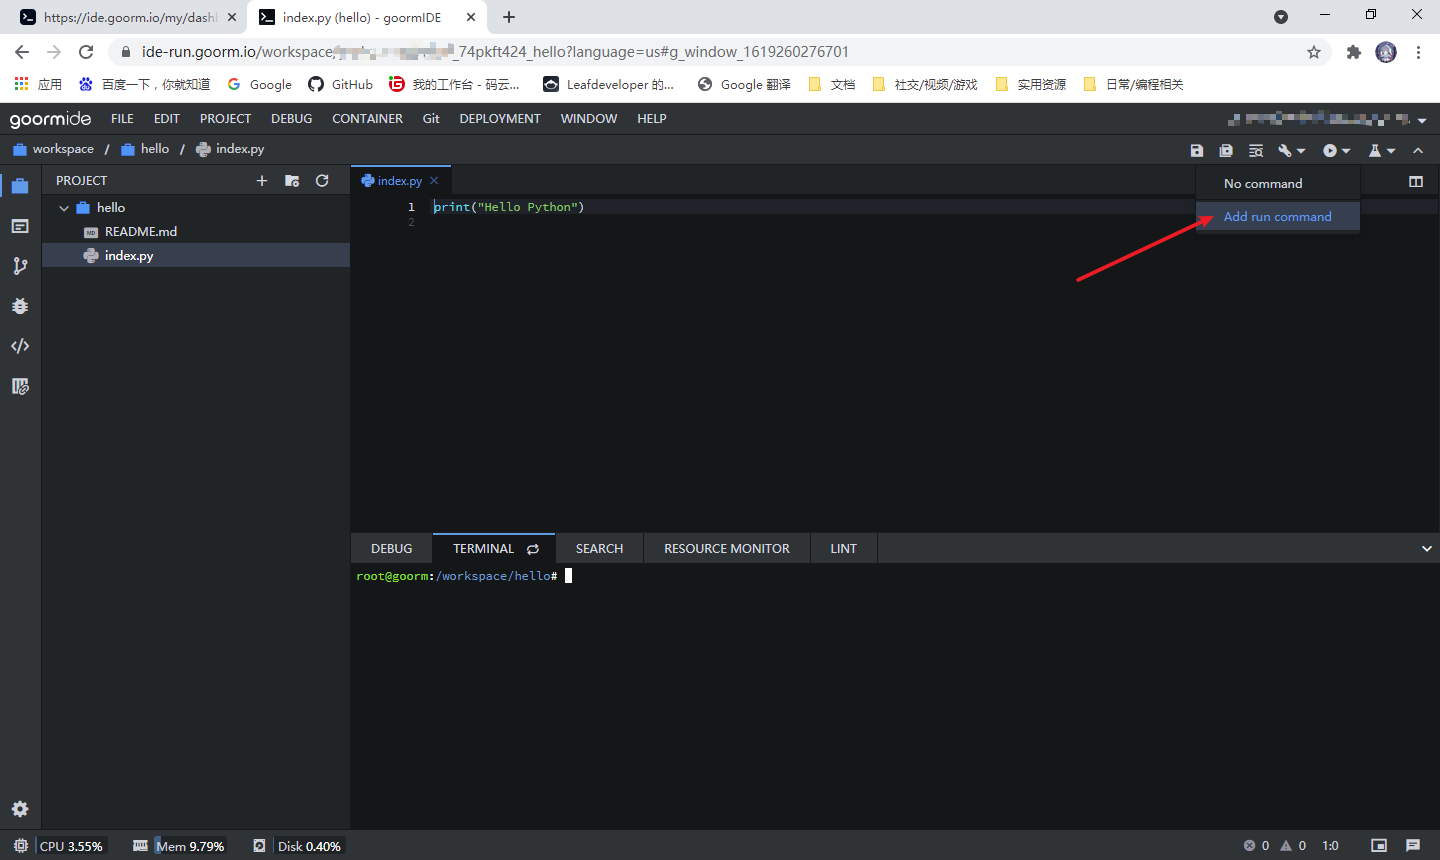 https://ide.goorm.io/my/dashb
index.py (hello) - goormIDE
ide-run.goorm.io/workspace/ _74pkft424_hello?language=us#g_window_1619260276701
应用
百度一下，你就知道
Google
GitHub
我的工作台 - 码云...
Leafdeveloper 的...
Google 翻译
文档
社交/视频/游戏
实用资源
日常/编程相关
goormide
FILE
EDIT
PROJECT
DEBUG
CONTAINER
Git
DEPLOYMENT
WINDOW
HELP
workspace / hello / index.py
PROJECT
hello
README.md
index.py
index.py
No command
Add run command
1 print("Hello Python")
2
DEBUG
TERMINAL
SEARCH
RESOURCE MONITOR
LINT
root@goorm:/workspace/hello#
CPU 3.55%
Mem 9.79%
Disk 0.40%
0
0
1:0